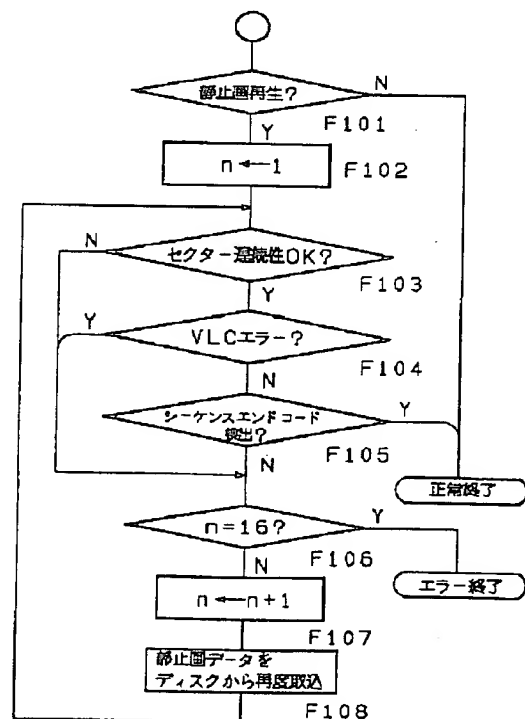 静止画再生?
N
F101
Y
n←1
F102
N
セクター連続性OK?
F103
Y
Y
VLCエラー?
F104
N
シーケンスエンドコード
検出?
Y
F105
N
正常終了
n=16?
Y
F106
N
エラー終了
n←n+1
F107
静止画データを
ディスクから再度取込
F108